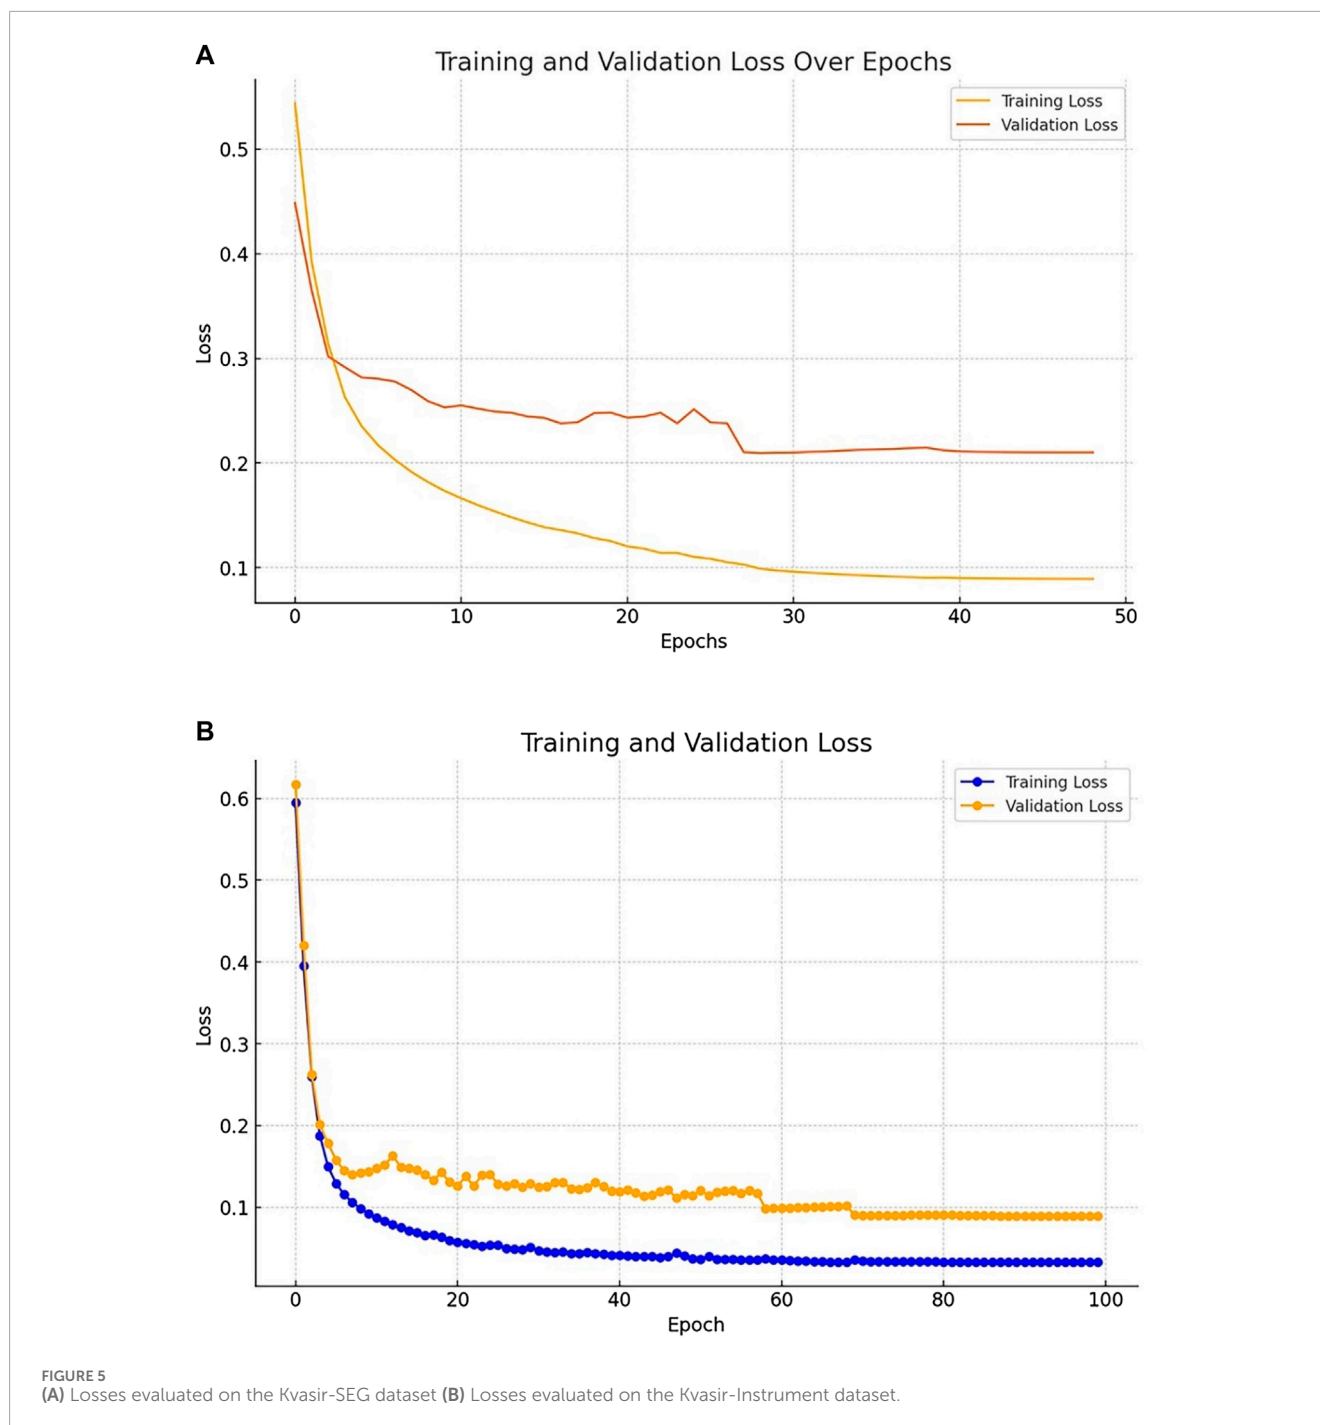 A
Training and Validation Loss Over Epochs
Training Loss
Validation Loss
0.5
0.4
0.3
0.2
0.1
Loss
0 10 20 30 40 50
Epochs
B
Training and Validation Loss
Training Loss
Validation Loss
0.6
0.5
0.4
0.3
0.2
0.1
Loss
0 20 40 60 80 100
Epoch
FIGURE 5
(A) Losses evaluated on the Kvasir-SEG dataset (B) Losses evaluated on the Kvasir-Instrument dataset.